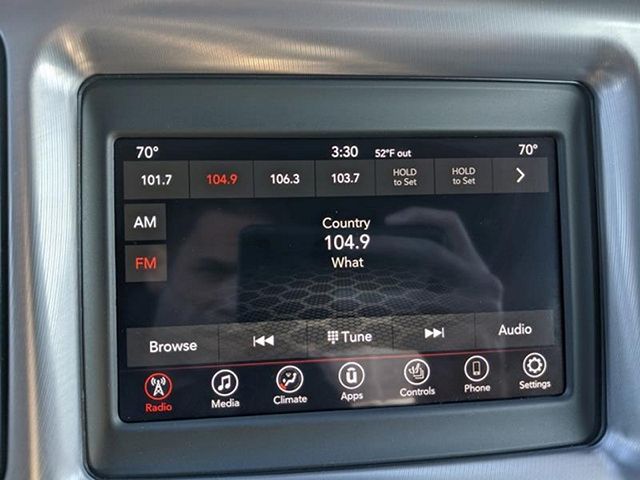 70° 3:30 52°F out 70°
101.7 104.9 106.3 103.7 HOLD to Set HOLD to Set
AM
FM
Country
104.9
What
Browse Tune Audio
Radio Media Climate Apps Controls Phone Settings